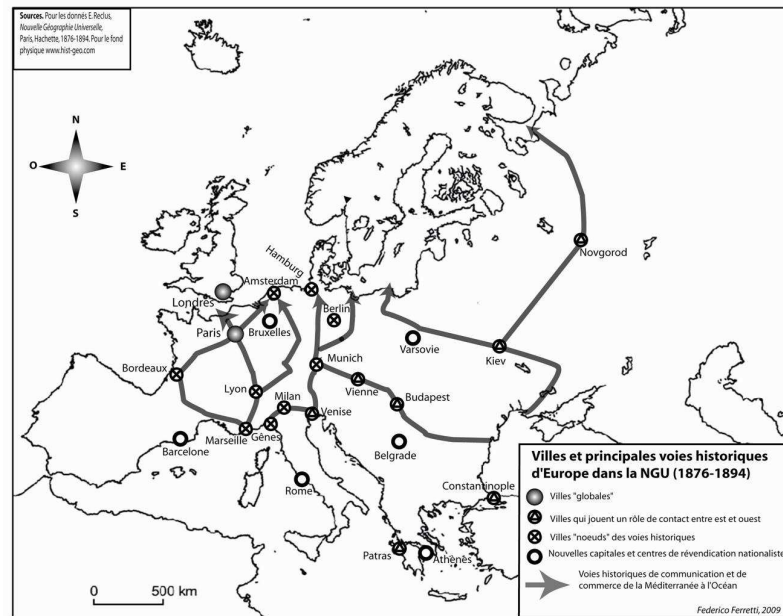 Sources. Pour les donnés E.Reclus,
Nouvelle Géographie Universelle,
Paris, Hachette, 1876-1894. Pour le fond
physique www.hist-geo.com
N
O
E
S
Novgorod
Hamburg
Amsterdam
Londres
Berlin
Paris
Bruxelles
Varsovie
Kiev
Bordeaux
Munich
Lyon
Vienne
Budapest
Milan
Venise
Marseille
Gênes
Barcelone
Belgrade
Rome
Constantinople
Patras
Athènes
0
500 km
Villes et principales voies historiques
d'Europe dans la NGU (1876-1894)
Villes "globales"
Villes qui jouent un rôle de contact entre est et ouest
Villes "noeuds" des voies historiques
Nouvelles capitales et centres de révendication nationaliste
Voies historiques de communication et de
commerce de la Méditerranée à l'Océan
Federico Ferretti, 2009